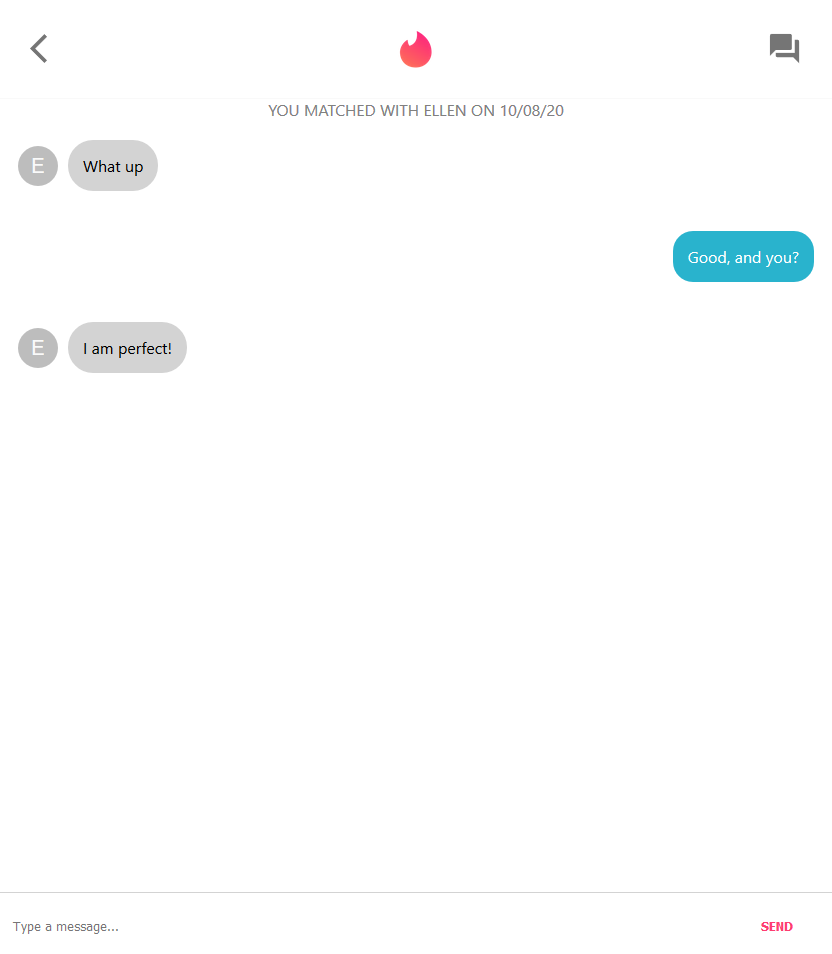 YOU MATCHED WITH ELLEN ON 10/08/20
E
What up
Good, and you?
E
I am perfect!
Type a message...
SEND